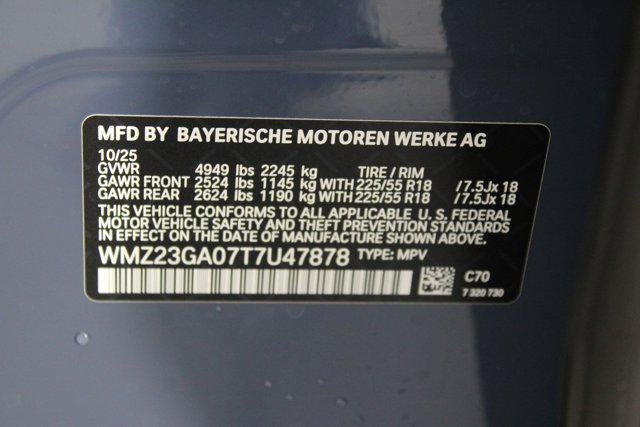 MFD BY BAYERISCHE MOTOREN WERKE AG
10/25
GVWR 4949 lbs 2245 kg TIRE / RIM
GAWR FRONT 2524 lbs 1145 kg WITH 225/55 R18 / 7.5Jx 18
GAWR REAR 2624 lbs 1190 kg WITH 225/55 R18 / 7.5Jx 18
THIS VEHICLE CONFORMS TO ALL APPLICABLE U. S. FEDERAL
MOTOR VEHICLE SAFETY AND THEFT PREVENTION STANDARDS
IN EFFECT ON THE DATE OF MANUFACTURE SHOWN ABOVE.
WMZ23GA07T7U47878 TYPE: MPV
C70
7 320 730